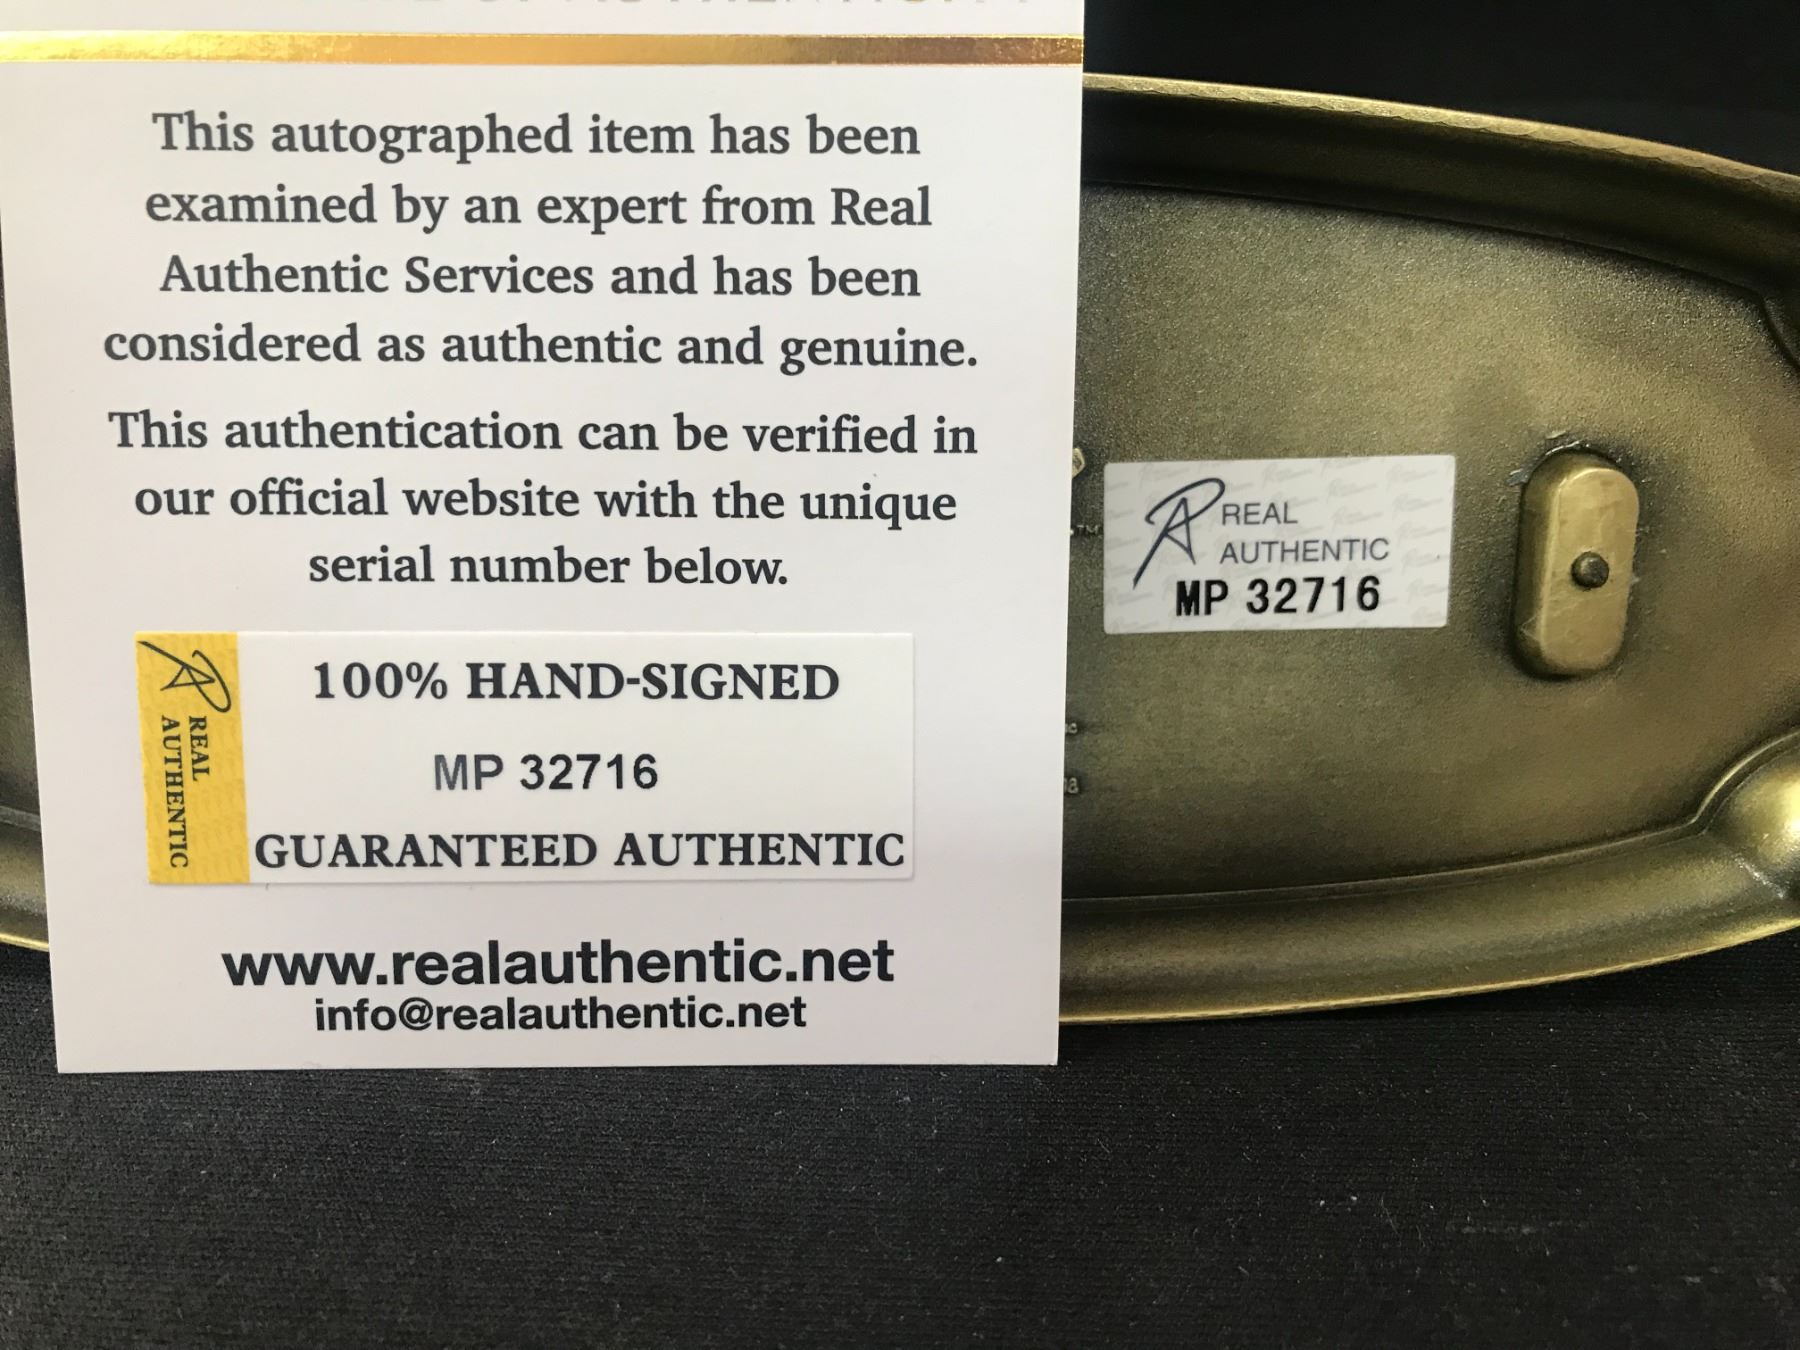 This autographed item has been
examined by an expert from Real
Authentic Services and has been
considered as authentic and genuine.
This authentication can be verified in
our official website with the unique
serial number below.
REAL
AUTHENTIC
100% HAND-SIGNED
MP 32716
GUARANTEED AUTHENTIC
www.realauthentic.net
info@realauthentic.net
TM
REAL
AUTHENTIC
MP 32716